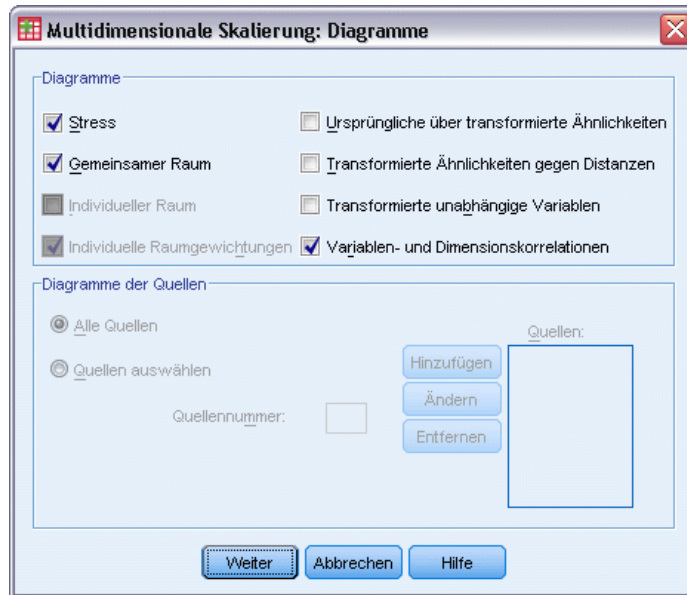 Multidimensionale Skalierung: Diagramme
Diagramme
Stress
Ursprüngliche über transformierte Ähnlichkeiten
Gemeinsamer Raum
Transformierte Ähnlichkeiten gegen Distanzen
Individueller Raum
Transformierte unabhängige Variablen
Individuelle Raumgewichtungen
Variablen- und Dimensionskorrelationen
Diagramme der Quellen
Alle Quellen
Quellen:
Quellen auswählen
Hinzufügen
Ändern
Quellennummer:
Entfernen
Weiter
Abbrechen
Hilfe